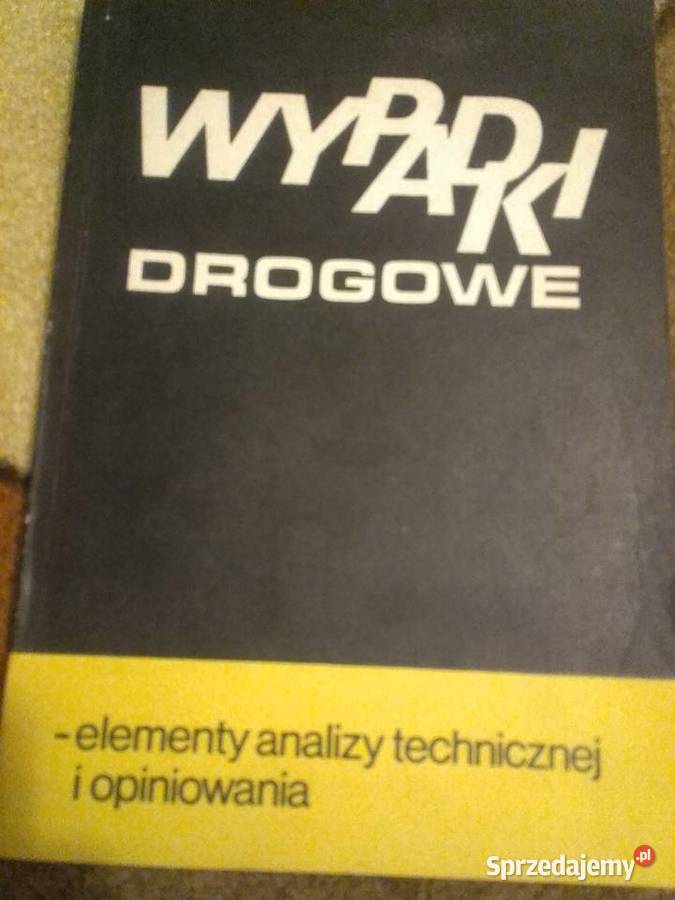 WYPADKI
DROGOWE
-elementy analizy technicznej
i opiniowania
Sprzedajemy.pl